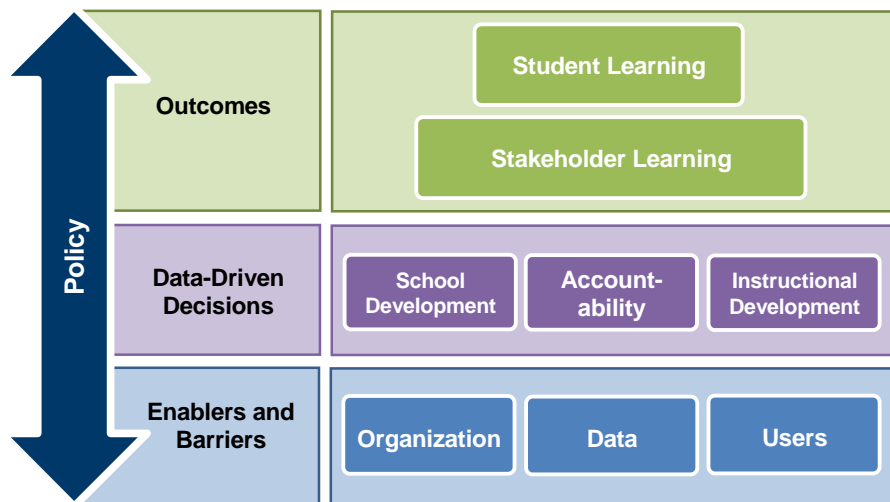 Policy
Outcomes
Student Learning
Stakeholder Learning
Data-Driven
Decisions
School
Development
Account-
ability
Instructional
Development
Enablers and
Barriers
Organization
Data
Users